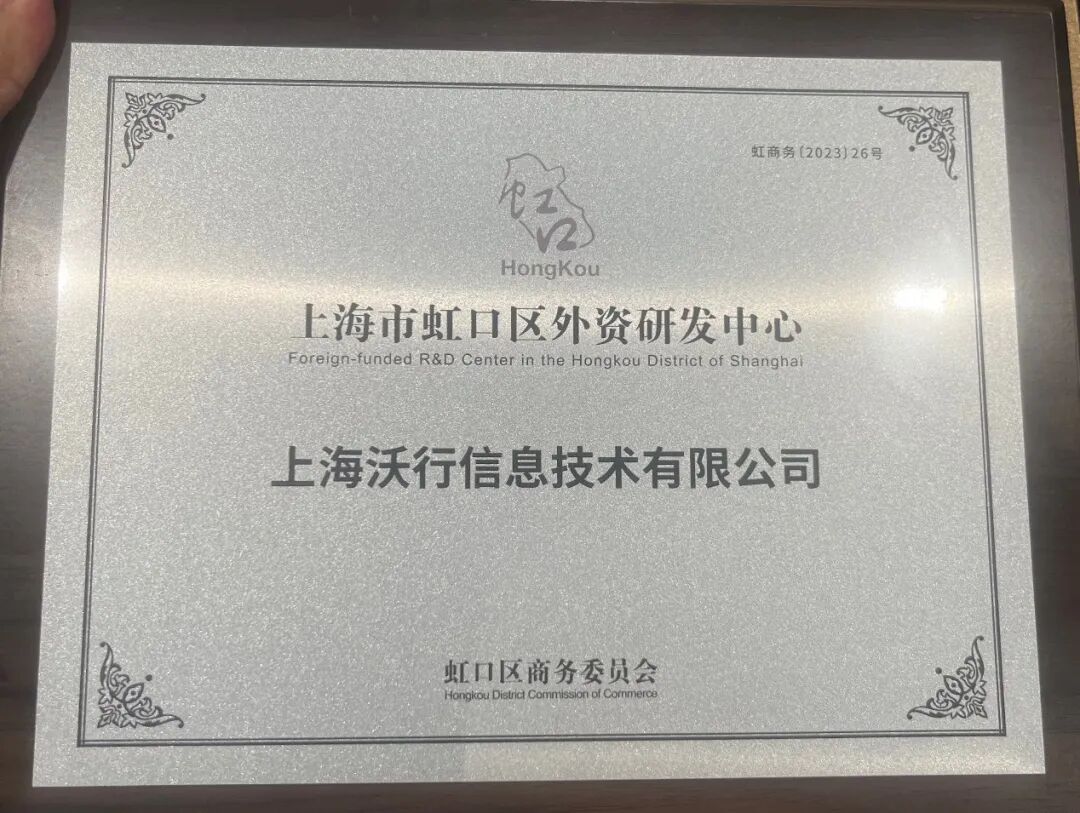 虹商务〔2023〕26号
虹口
HongKou
上海市虹口区外资研发中心
Foreign-funded R&D Center in the Hongkou District of Shanghai
上海沃行信息技术有限公司
虹口区商务委员会
Hongkou District Commission of Commerce